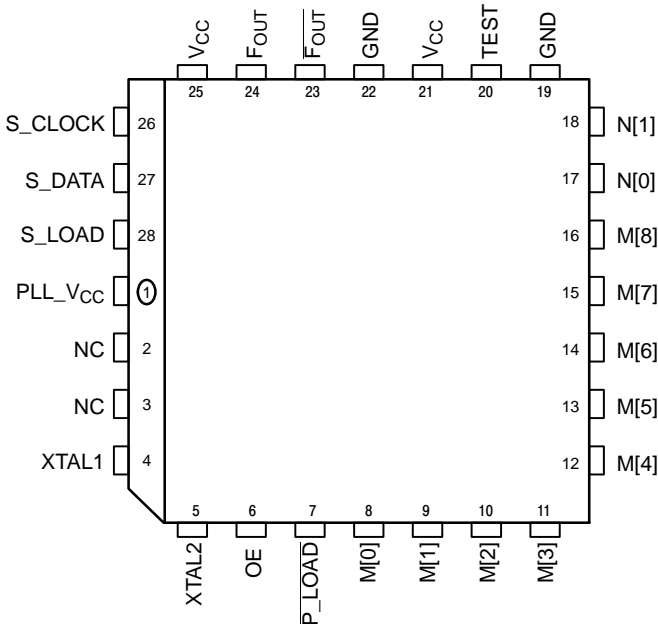 VCC FOUT FOUT GND VCC TEST GND
25 24 23 22 21 20 19
S_CLOCK 26 18 N[1]
S_DATA 27 17 N[0]
S_LOAD 28 16 M[8]
PLL_VCC 1 15 M[7]
NC 2 14 M[6]
NC 3 13 M[5]
XTAL1 4 12 M[4]
5 6 7 8 9 10 11
XTAL2 OE P_LOAD M[0] M[1] M[2] M[3]